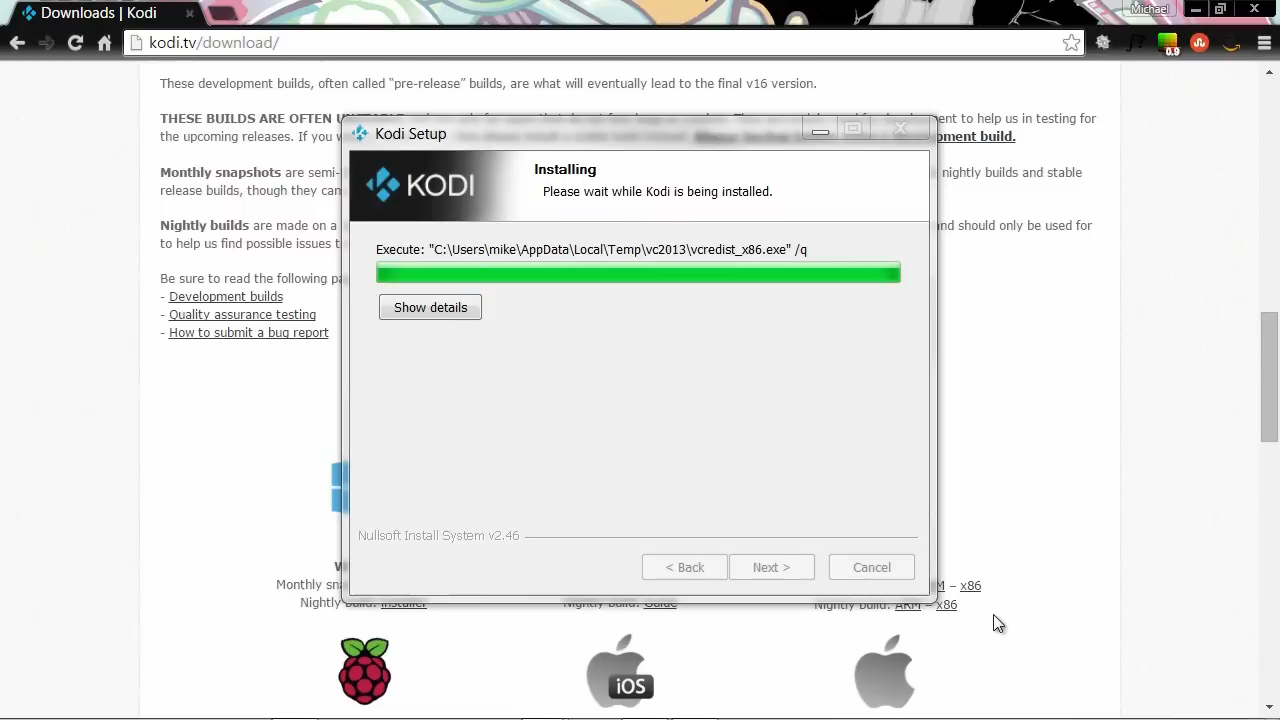 Downloads | Kodi
Michael
kodi.tv/download/
0.9
These development builds, often called “pre-release” builds, are what will eventually lead to the final v16 version.
THESE BUILDS ARE OFTEN
ment to help us in testing for
the upcoming releases. If you
opment build.
Monthly snapshots are semi-
nightly builds and stable
release builds, though they can
Nightly builds are made on a
and should only be used for
to help us find possible issues
Be sure to read the following
- Development builds
- Quality assurance testing
- How to submit a bug report
Kodi Setup
KODI
Installing
Please wait while Kodi is being installed.
Execute: "C:\Users\mike\AppData\Local\Temp\vc2013\vcredist_x86.exe" /q
Show details
Nullsoft Install System v2.46
< Back
Next >
Cancel
Monthly
– x86
Nightly build: Installer
Nightly build: Guide
Nightly build: ARM – x86
iOS